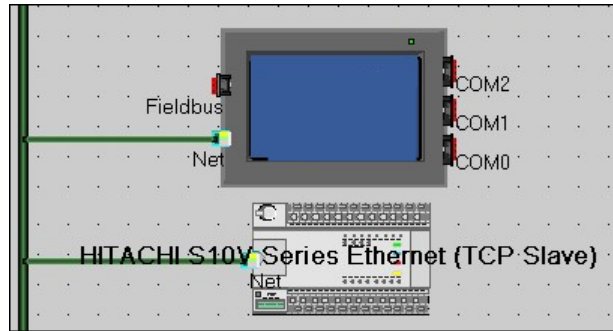 COM2
Fieldbus
COM1
Net
COM0
HITACHI S10V Series Ethernet (TCP Slave)
Net